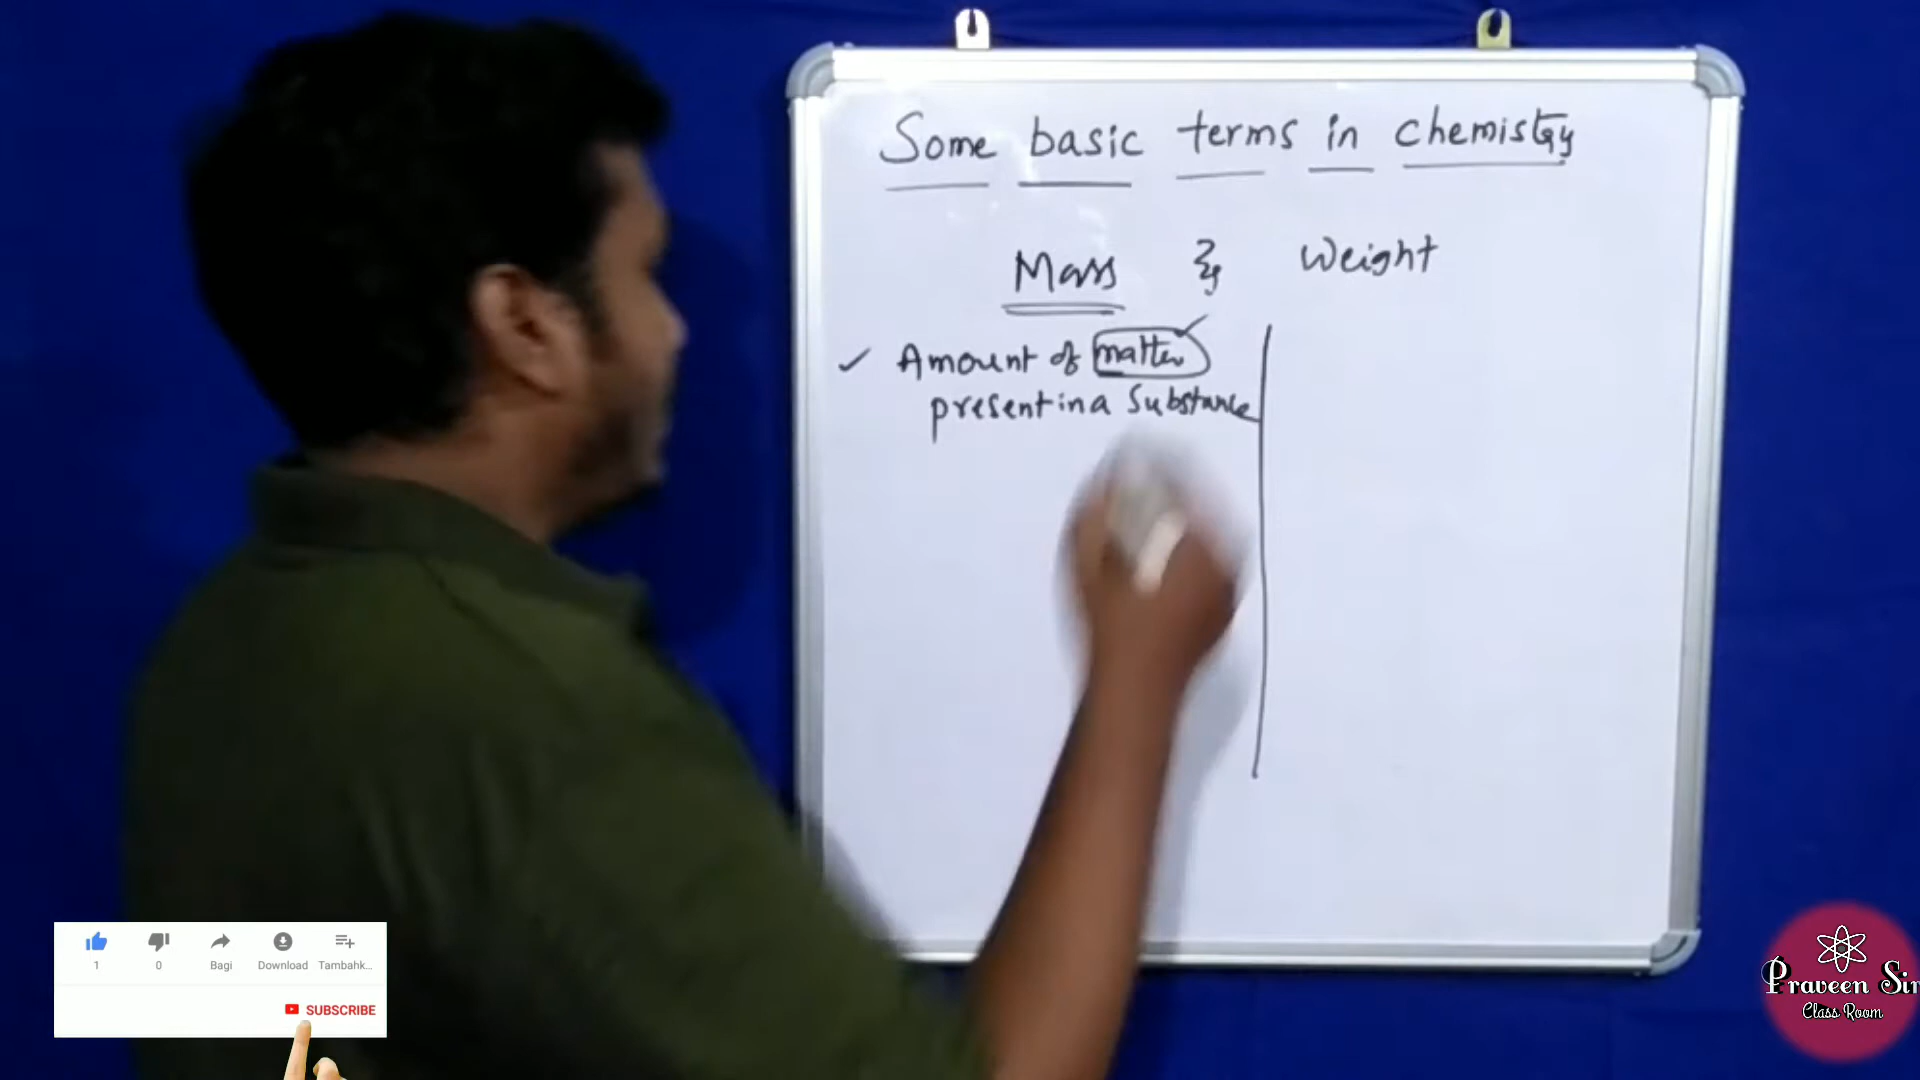 Some basic terms in chemistry
Mass & Weight
Amount of matter
present in a Substance
1 0 Bagi Download Tambahk...
SUBSCRIBE
Praveen Sir
Class Room